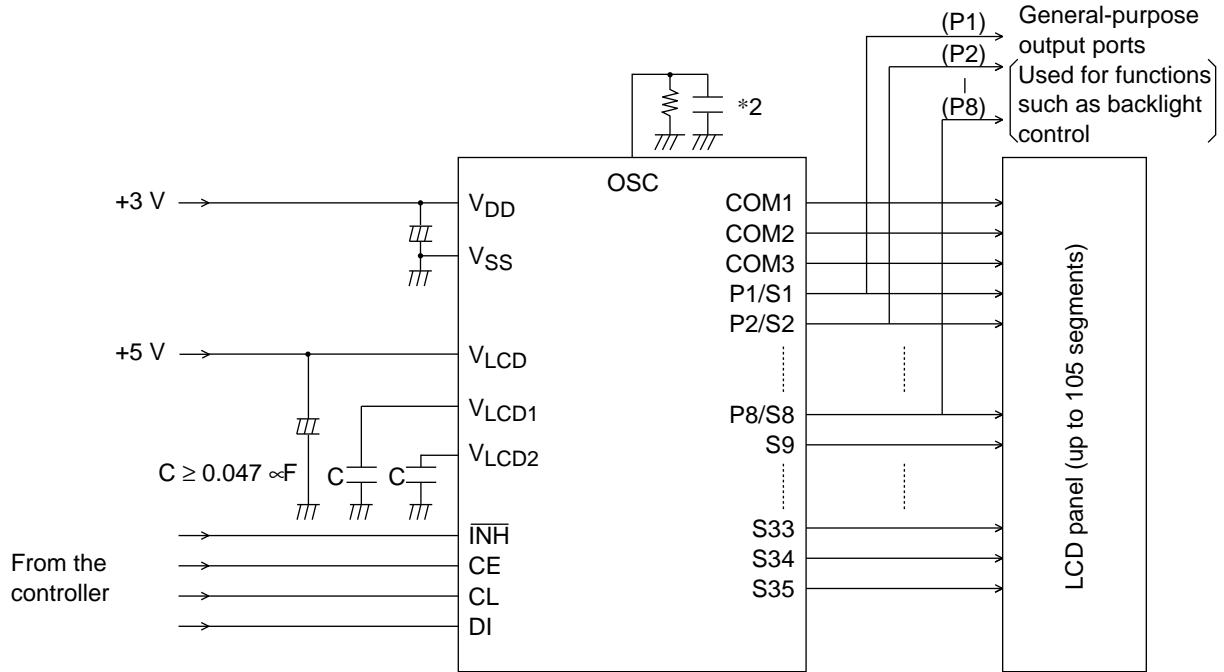 (P1)
General-purpose
output ports
(P2)
Used for functions
such as backlight
control
(P8)
*2
OSC
+3 V
VDD
VSS
+5 V
VLCD
VLCD1
VLCD2
C ≥ 0.047 ∝F
C
C
From the
controller
INH
CE
CL
DI
COM1
COM2
COM3
P1/S1
P2/S2
P8/S8
S9
S33
S34
S35
LCD panel (up to 105 segments)